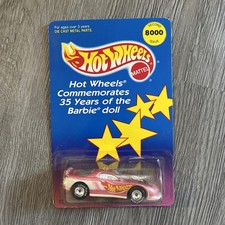 For ages over 3 years
DIE CAST METAL PARTS.
8000
Hot Wheels
MATTEL
Hot Wheels®
Commemorates
35 Years of the
Barbie® doll